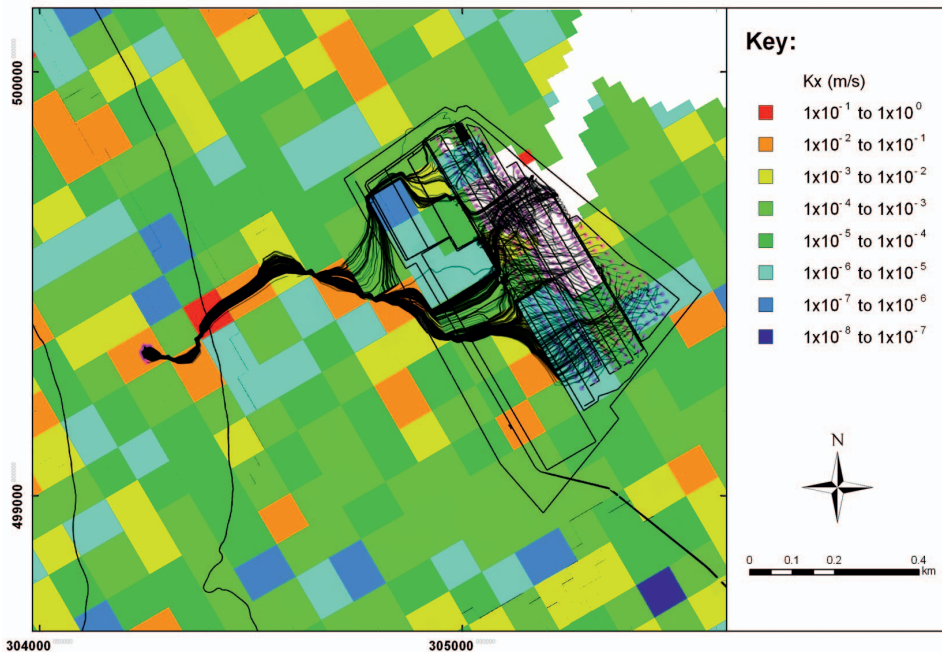 Key:
Kx (m/s)
1x10⁻¹ to 1x10⁰
1x10⁻² to 1x10⁻¹
1x10⁻³ to 1x10⁻²
1x10⁻⁴ to 1x10⁻³
1x10⁻⁵ to 1x10⁻⁴
1x10⁻⁶ to 1x10⁻⁵
1x10⁻⁷ to 1x10⁻⁶
1x10⁻⁸ to 1x10⁻⁷
N
0 0.1 0.2 0.4
km
500000
499000
304000
305000